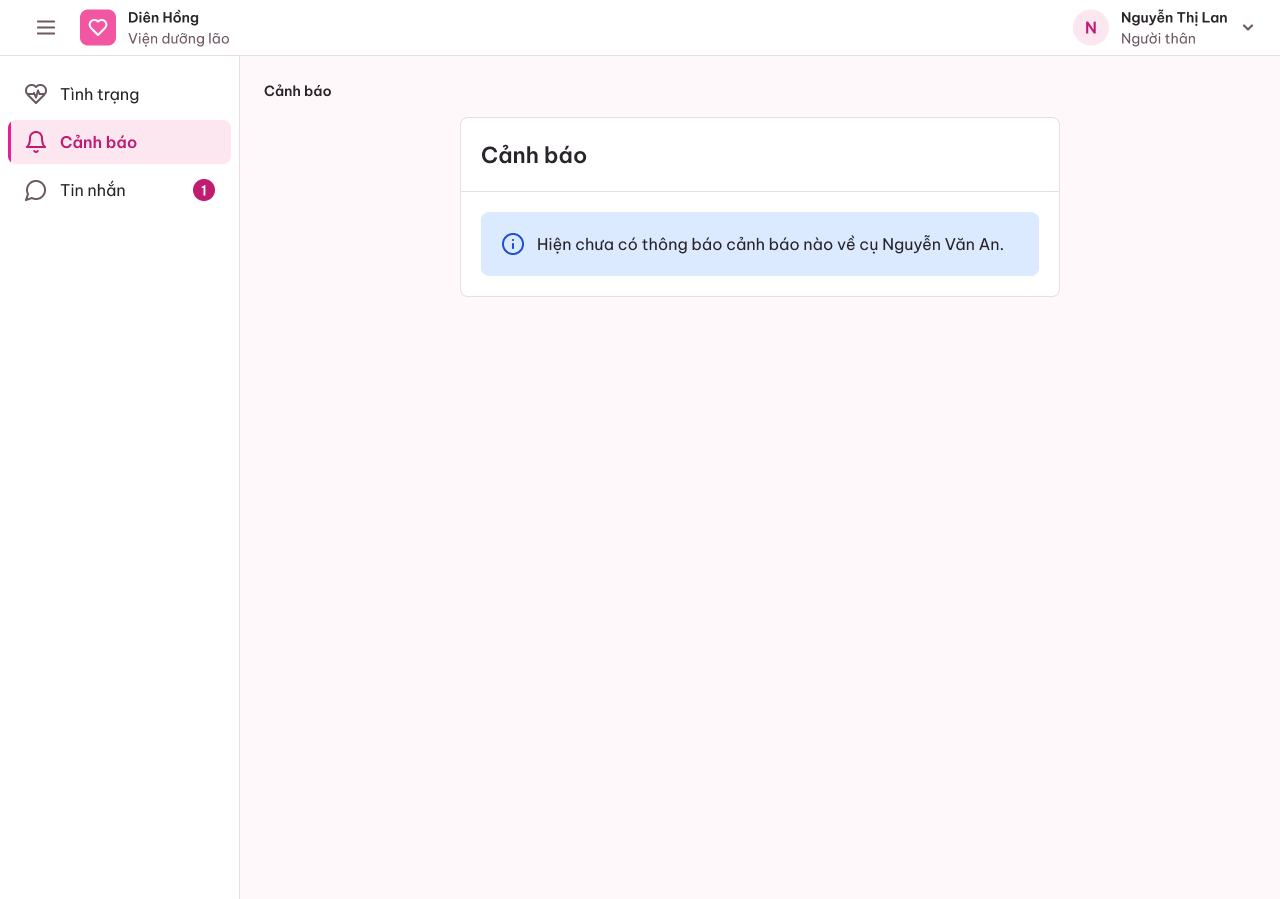 Diên Hồng
Viện dưỡng lão
N
Nguyễn Thị Lan
Người thân
Tình trạng
Cảnh báo
Tin nhắn
1
Cảnh báo
Cảnh báo
Hiện chưa có thông báo cảnh báo nào về cụ Nguyễn Văn An.